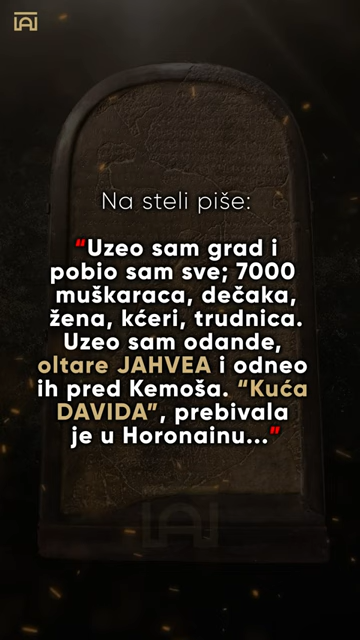 Na steli piše:
“Uzeo sam grad i
pobio sam sve; 7000
muškaraca, dečaka,
žena, kćeri, trudnica.
Uzeo sam odande,
oltare JAHVEA i odneo
ih pred Kemoša. “Kuća
DAVIDA”, prebivala
je u Horonainu...”